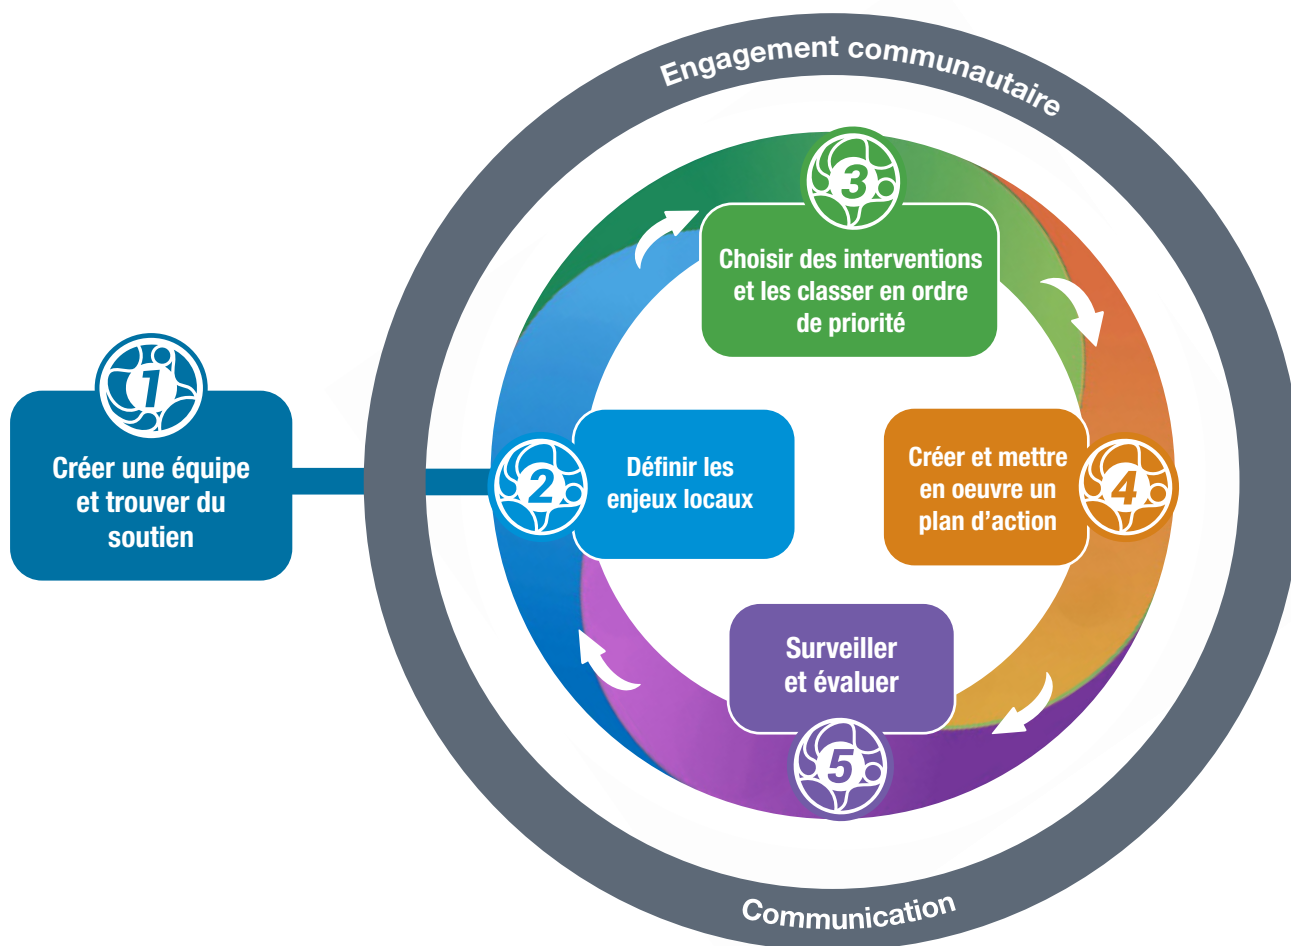 Engagement communautaire
1
Créer une équipe
et trouver du
soutien
2
Définir les
enjeux locaux
3
Choisir des interventions
et les classer en ordre
de priorité
4
Créer et mettre
en oeuvre un
plan d’action
5
Surveiller
et évaluer
Communication